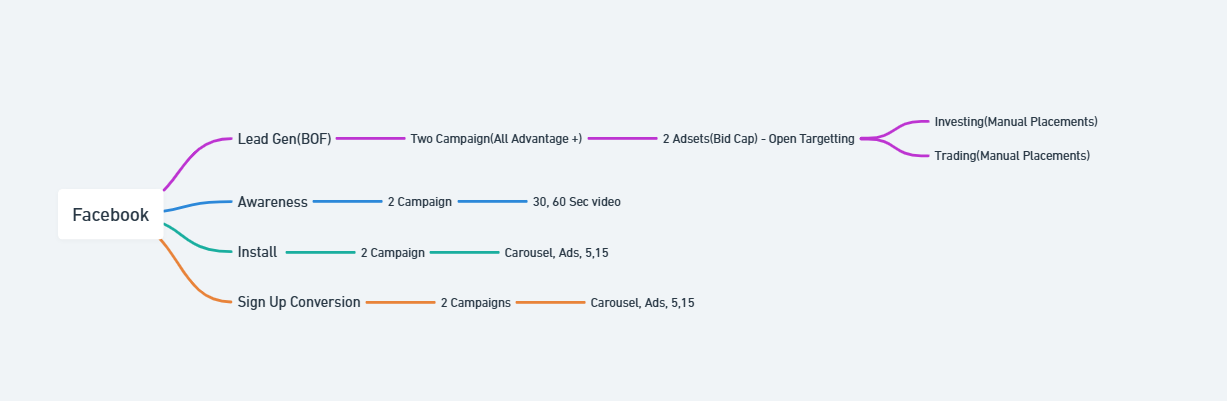 Facebook
Lead Gen(BOF)
Two Campaign(All Advantage +)
2 Adsets(Bid Cap) - Open Targetting
Investing(Manual Placements)
Trading(Manual Placements)
Awareness
2 Campaign
30, 60 Sec video
Install
2 Campaign
Carousel, Ads, 5,15
Sign Up Conversion
2 Campaigns
Carousel, Ads, 5,15